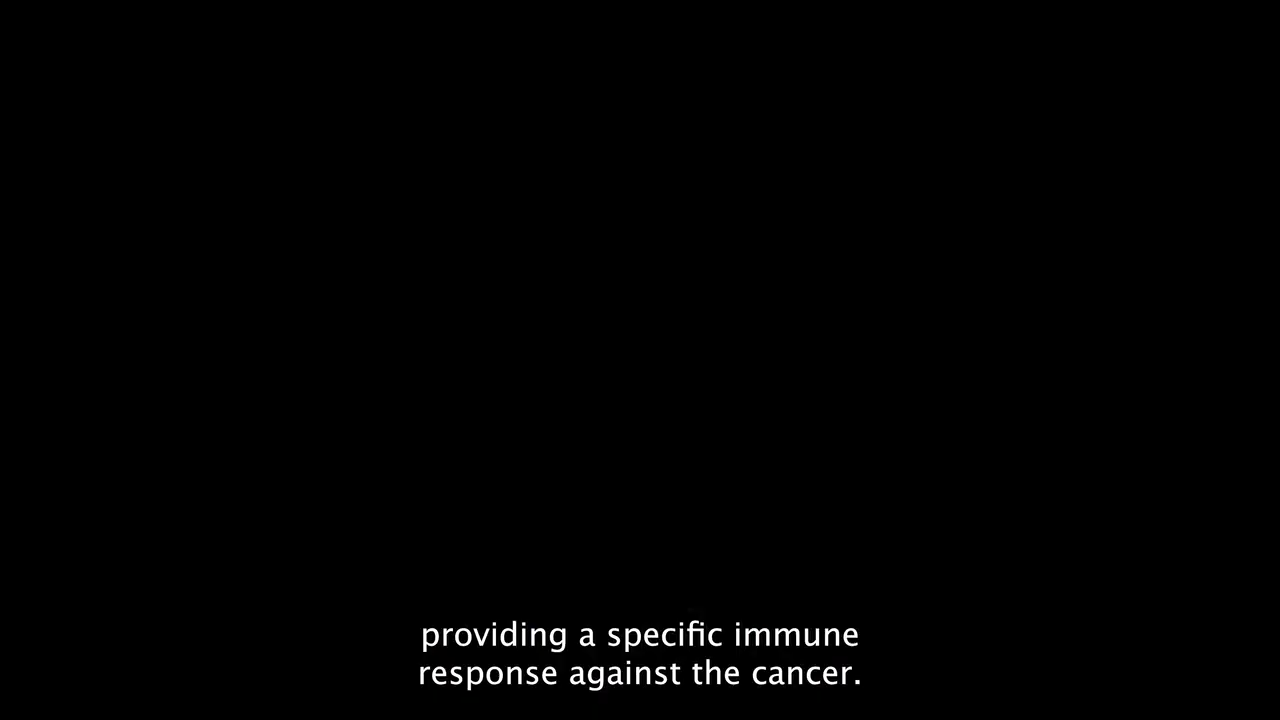 providing a specific immune
response against the cancer.